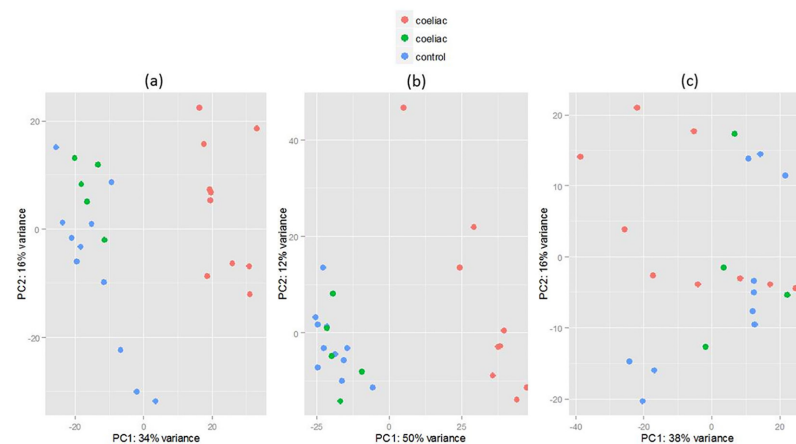 coeliac
coeliac
control
(a)
(b)
(c)
20
0
-20
PC2: 16% variance
-20
0
20
PC1: 34% variance
40
20
0
PC2: 12% variance
-25
0
25
PC1: 50% variance
20
10
0
-10
-20
PC2: 16% variance
-40
-20
0
20
PC1: 38% variance